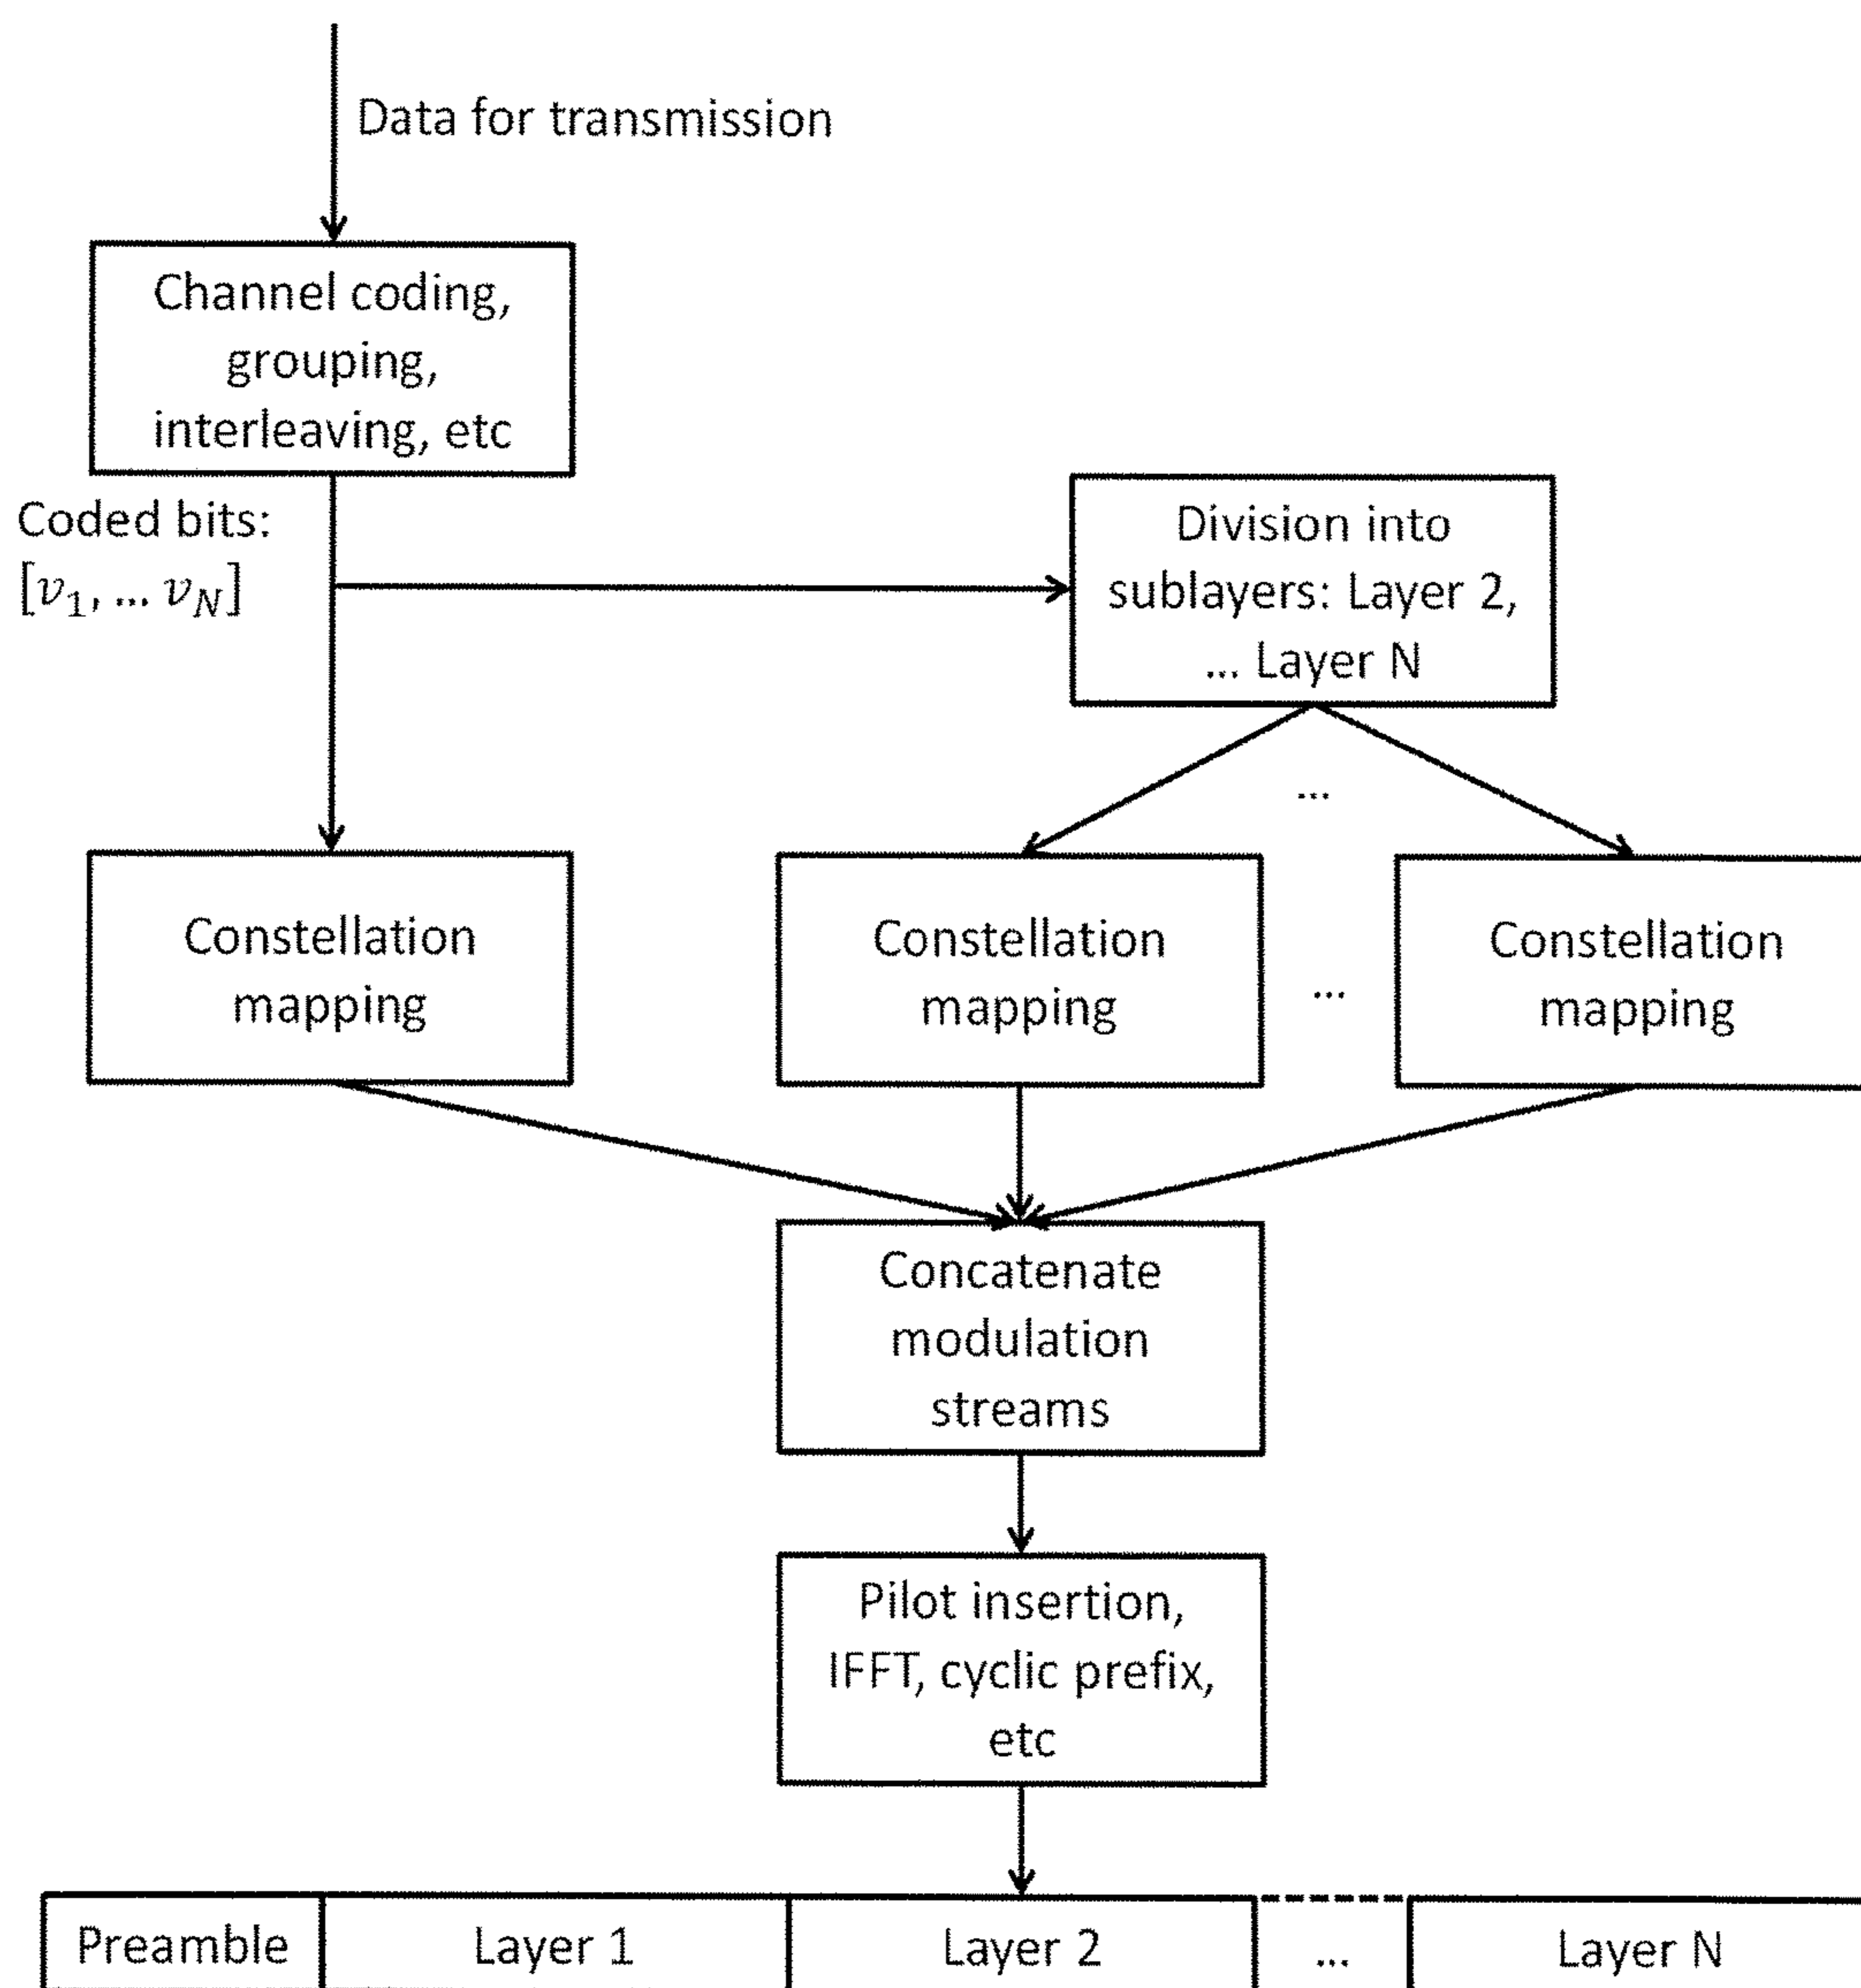 Data for transmission
Channel coding,
grouping,
interleaving, etc
Coded bits:
[v₁, ... v_N]
Division into
sublayers: Layer 2,
... Layer N
...
Constellation
mapping
Constellation
mapping
...
Constellation
mapping
Concatenate
modulation
streams
Pilot insertion,
IFFT, cyclic prefix,
etc
Preamble
Layer 1
Layer 2
...
Layer N